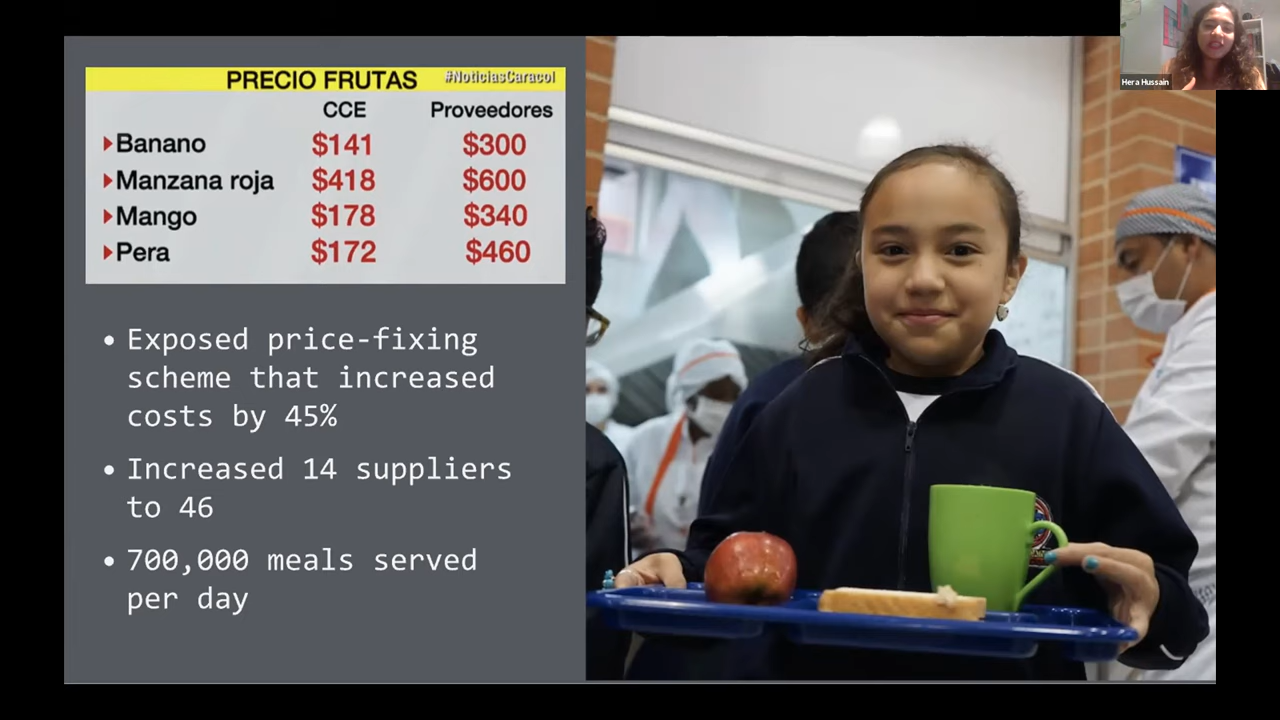 Hera Hussain
PRECIO FRUTAS #NoticiasCaracol
CCE Proveedores
Banano $141 $300
Manzana roja $418 $600
Mango $178 $340
Pera $172 $460
• Exposed price-fixing
scheme that increased
costs by 45%
• Increased 14 suppliers
to 46
• 700,000 meals served
per day